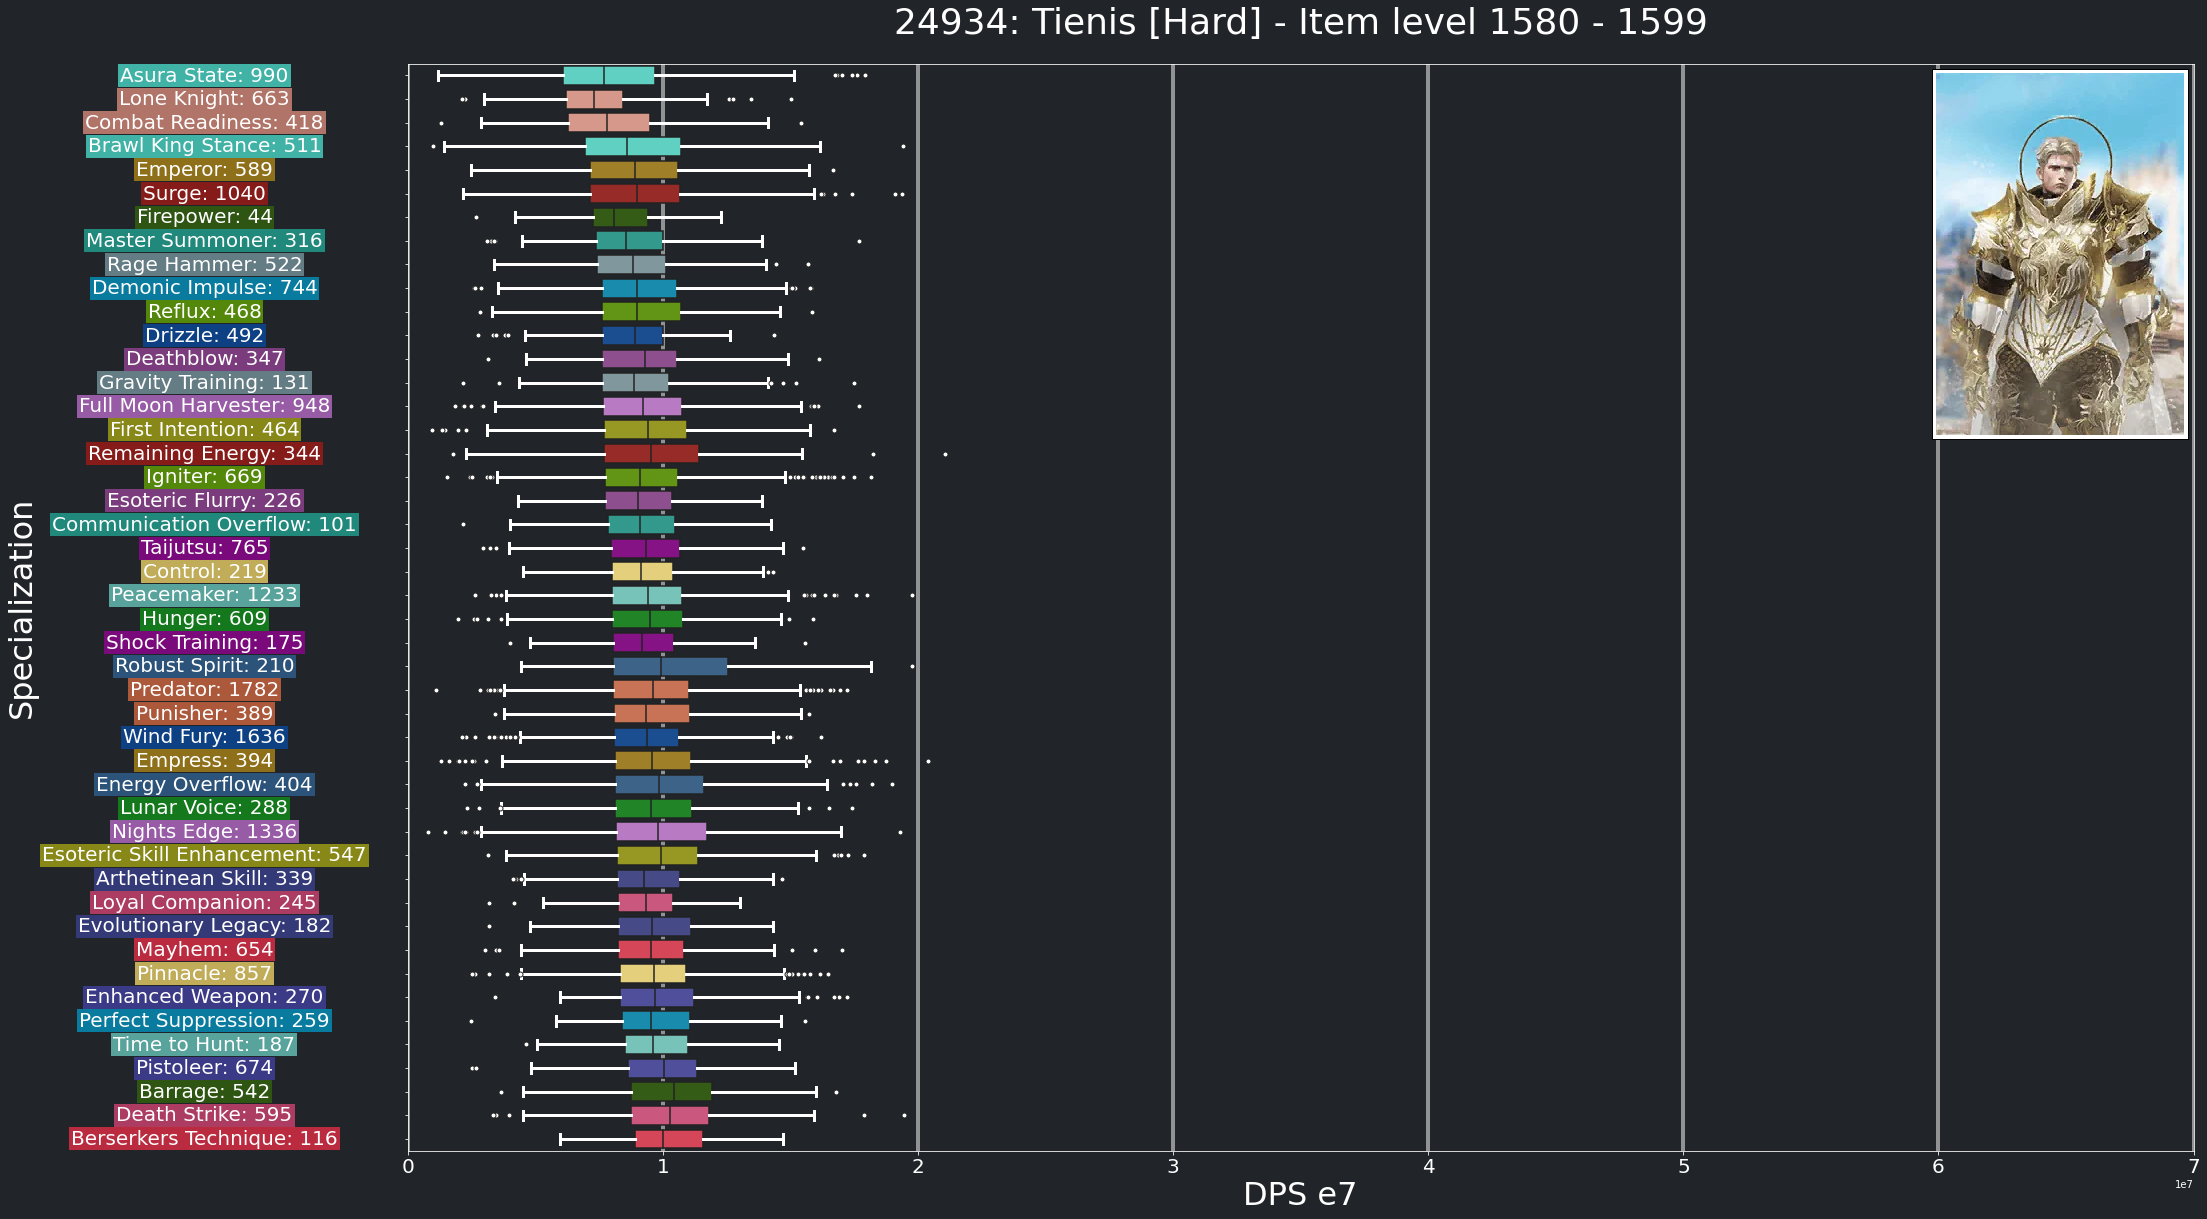 24934: Tienis [Hard] - Item level 1580 - 1599
Asura State: 990
Lone Knight: 663
Combat Readiness: 418
Brawl King Stance: 511
Emperor: 589
Surge: 1040
Firepower: 44
Master Summoner: 316
Rage Hammer: 522
Demonic Impulse: 744
Reflux: 468
Drizzle: 492
Deathblow: 347
Gravity Training: 131
Full Moon Harvester: 948
First Intention: 464
Remaining Energy: 344
Igniter: 669
Esoteric Flurry: 226
Communication Overflow: 101
Taijutsu: 765
Control: 219
Peacemaker: 1233
Hunger: 609
Shock Training: 175
Robust Spirit: 210
Predator: 1782
Punisher: 389
Wind Fury: 1636
Empress: 394
Energy Overflow: 404
Lunar Voice: 288
Nights Edge: 1336
Esoteric Skill Enhancement: 547
Arthetinean Skill: 339
Loyal Companion: 245
Evolutionary Legacy: 182
Mayhem: 654
Pinnacle: 857
Enhanced Weapon: 270
Perfect Suppression: 259
Time to Hunt: 187
Pistoleer: 674
Barrage: 542
Death Strike: 595
Berserkers Technique: 116
Specialization
0 1 2 3 4 5 6 7
1e7
DPS e7